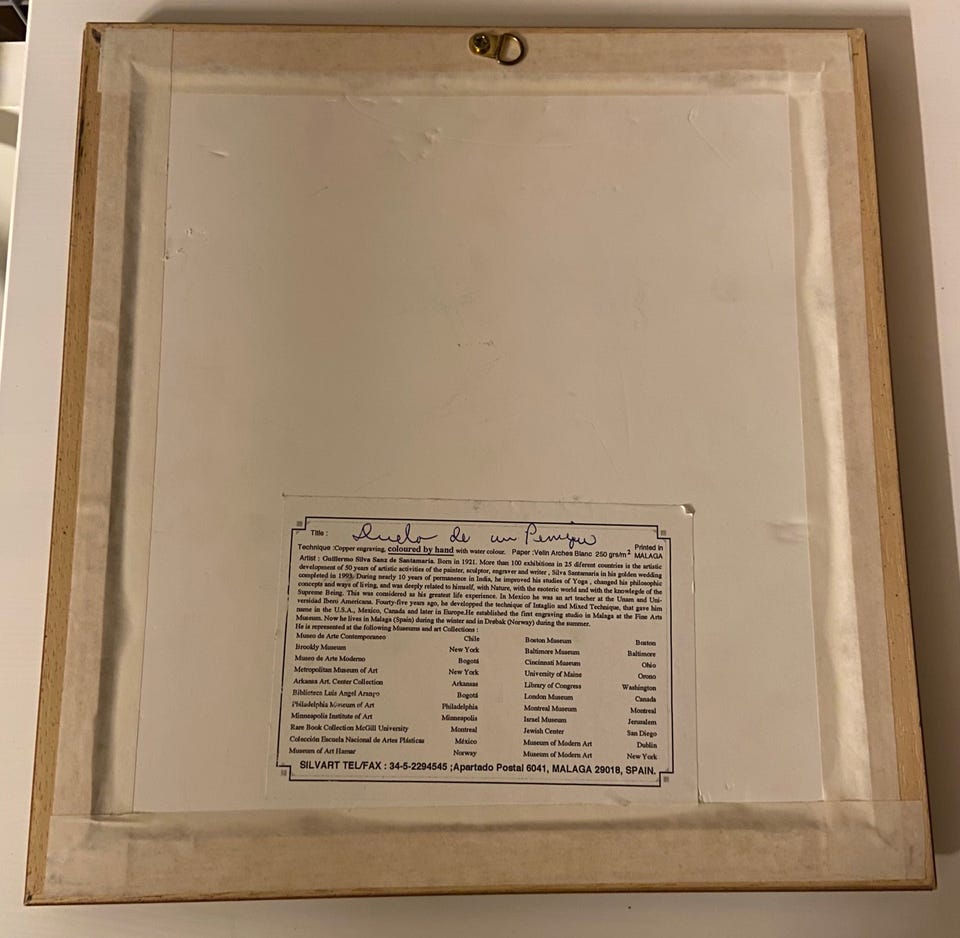 Title : de un
Printed in
Technique :Copper engraving, coloured by hand with water colour. Paper :Velin Arches Blanc 250 grs/m² MALAGA
Artist : Guillermo Silva Sanz de Santamaria. Born in 1921. More than 100 exhibitions in 25 diferent countries is the artistic
development of 50 years of artistic activities of the painter, sculptor, engraver and writer , Silva Santamaria in his golden wedding
completed in 1993. During nearly 10 years of permanence in India, he improved his studies of Yoga , changed his philosophic
concepts and ways of living, and was deeply related to himself, with Nature, with the esoteric world and with the knowlegde of the
Supreme Being. This was considered as his greatest life experience. In Mexico he was an art teacher at the Unam and Uni-
versidad Ibero Americana. Fourty-five years ago, he developped the technique of Intaglio and Mixed Technique, that gave him
name in the U.S.A., Mexico, Canada and later in Europe.He established the first engraving studio in Malaga at the Fine Arts
Museum. Now he lives in Malaga (Spain) during the winter and in Drøbak (Norway) during the summer.
He is represented at the following Museums and art Collections :
Museo de Arte Contemporaneo Chile
Brookly Museum New York
Museo de Arte Moderno Bogotá
Metropolitan Museum of Art New York
Arkansa Art. Center Collection Arkansas
Biblioteca Luis Angel Arango Bogotá
Philadelphia Museum of Art Philadelphia
Minneapolis Institute of Art Minneapolis
Rare Book Collection McGill University Montreal
Colección Escuela Nacional de Artes Plásticas México
Museum of Art Hamar Norway
Boston Museum Boston
Baltimore Museum Baltimore
Cincinnati Museum Ohio
University of Maine Orono
Library of Congress Washington
London Museum Canada
Montreal Museum Montreal
Israel Museum Jerusalem
Jewish Center San Diego
Museum of Modern Art Dublin
Museum of Modern Art New York
SILVART TEL/FAX : 34-5-2294545 ;Apartado Postal 6041, MALAGA 29018, SPAIN.